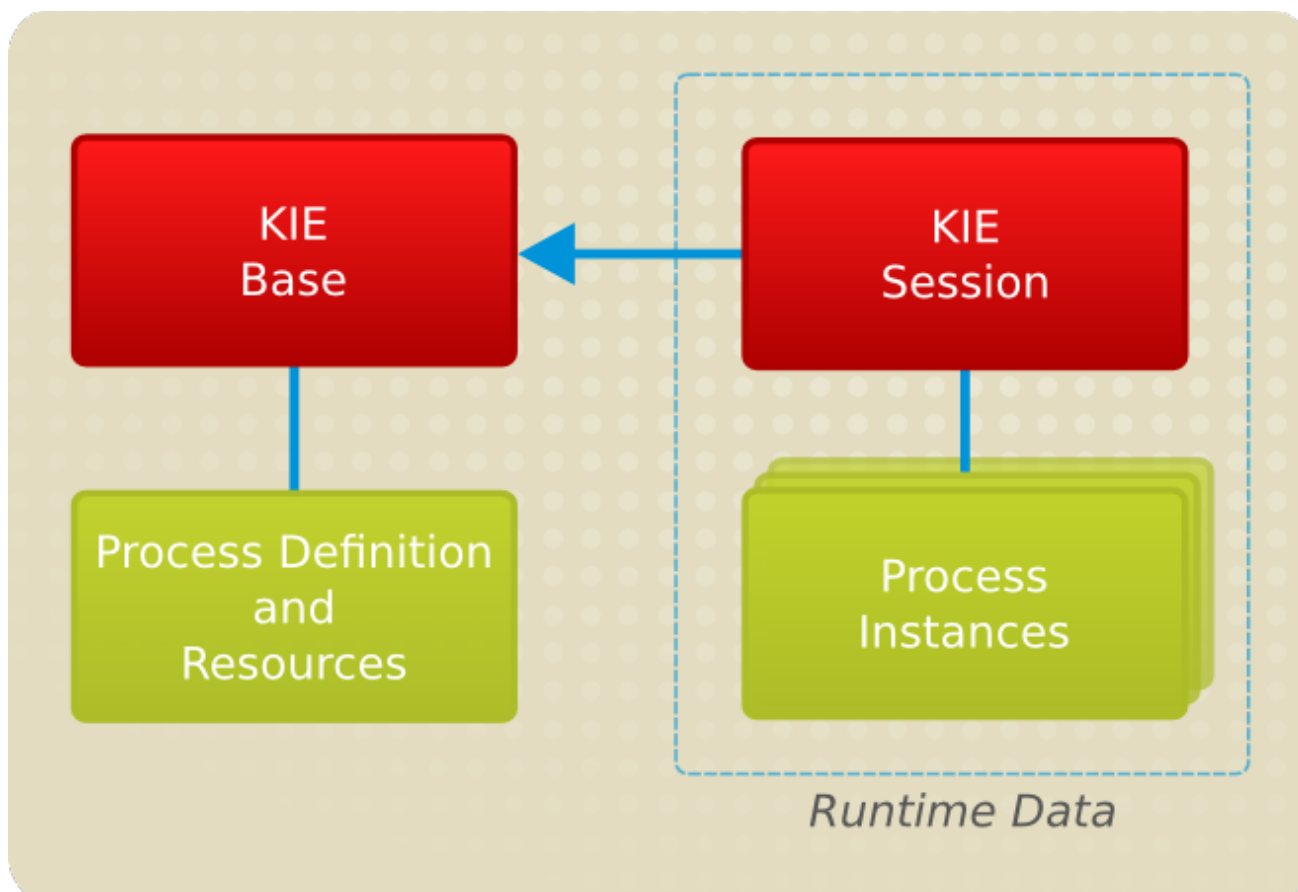 KIE
Base
KIE
Session
Process Definition
and
Resources
Process
Instances
Runtime Data